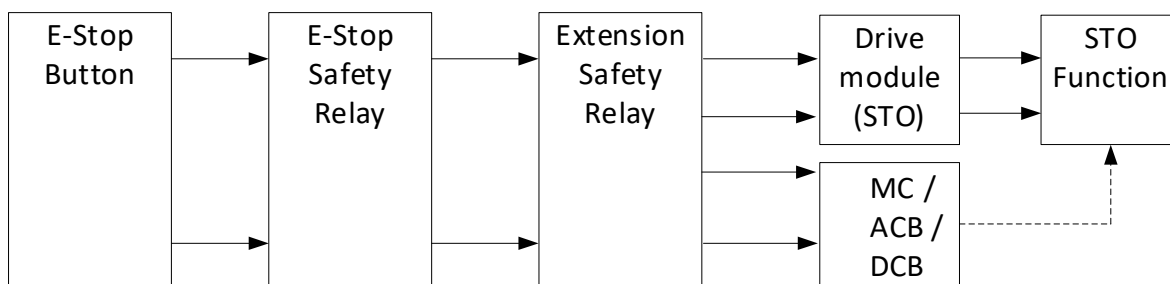 E-Stop
Button
E-Stop
Safety
Relay
Extension
Safety
Relay
Drive
module
(STO)
STO
Function
MC /
ACB /
DCB